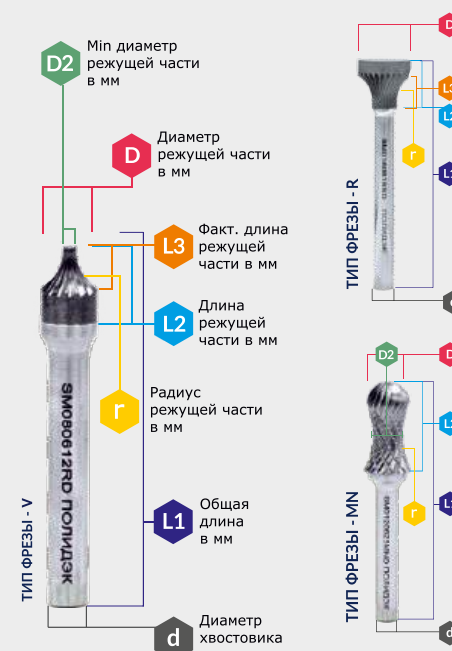 D2
Min диаметр
режущей части
в мм
D
Диаметр
режущей части
в мм
L3
Факт. длина
режущей
части в мм
L2
Длина
режущей
части в мм
r
Радиус
режущей части
в мм
L1
Общая
длина
в мм
d
Диаметр
хвостовика
SM080612RD ПОЛИДЭК
ТИП ФРЕЗЫ - V
D
L3
L2
r
L1
ТИП ФРЕЗЫ - R
D2
D
r
ТИП ФРЕЗЫ - MN
d